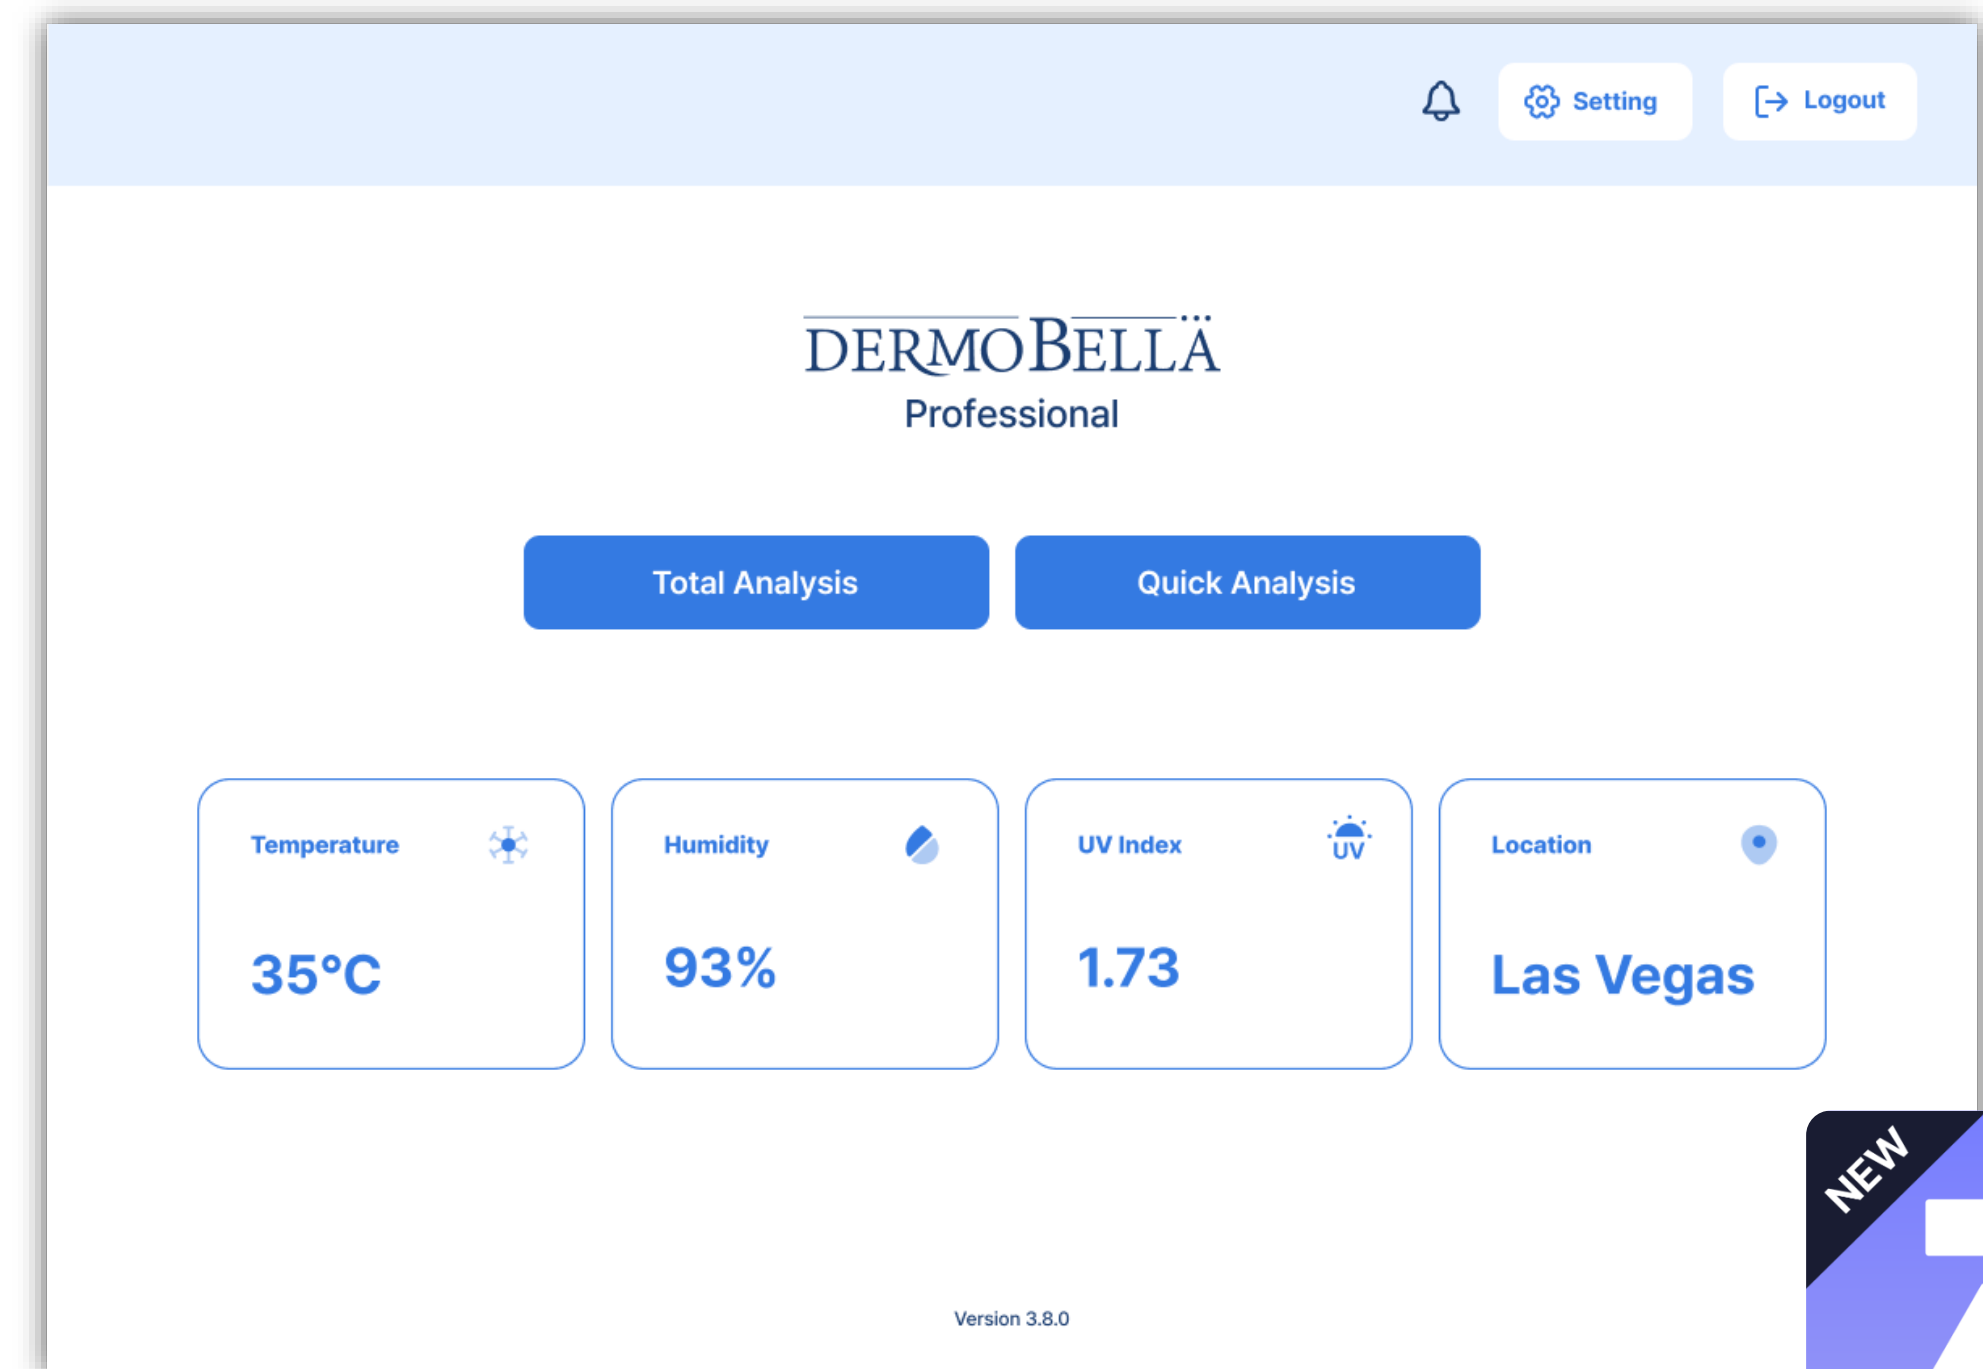 Setting
Logout
DERMOBELLA
Professional
Total Analysis
Quick Analysis
Temperature
Humidity
UV Index
UV
Location
35°C
93%
1.73
Las Vegas
NEW
Version 3.8.0